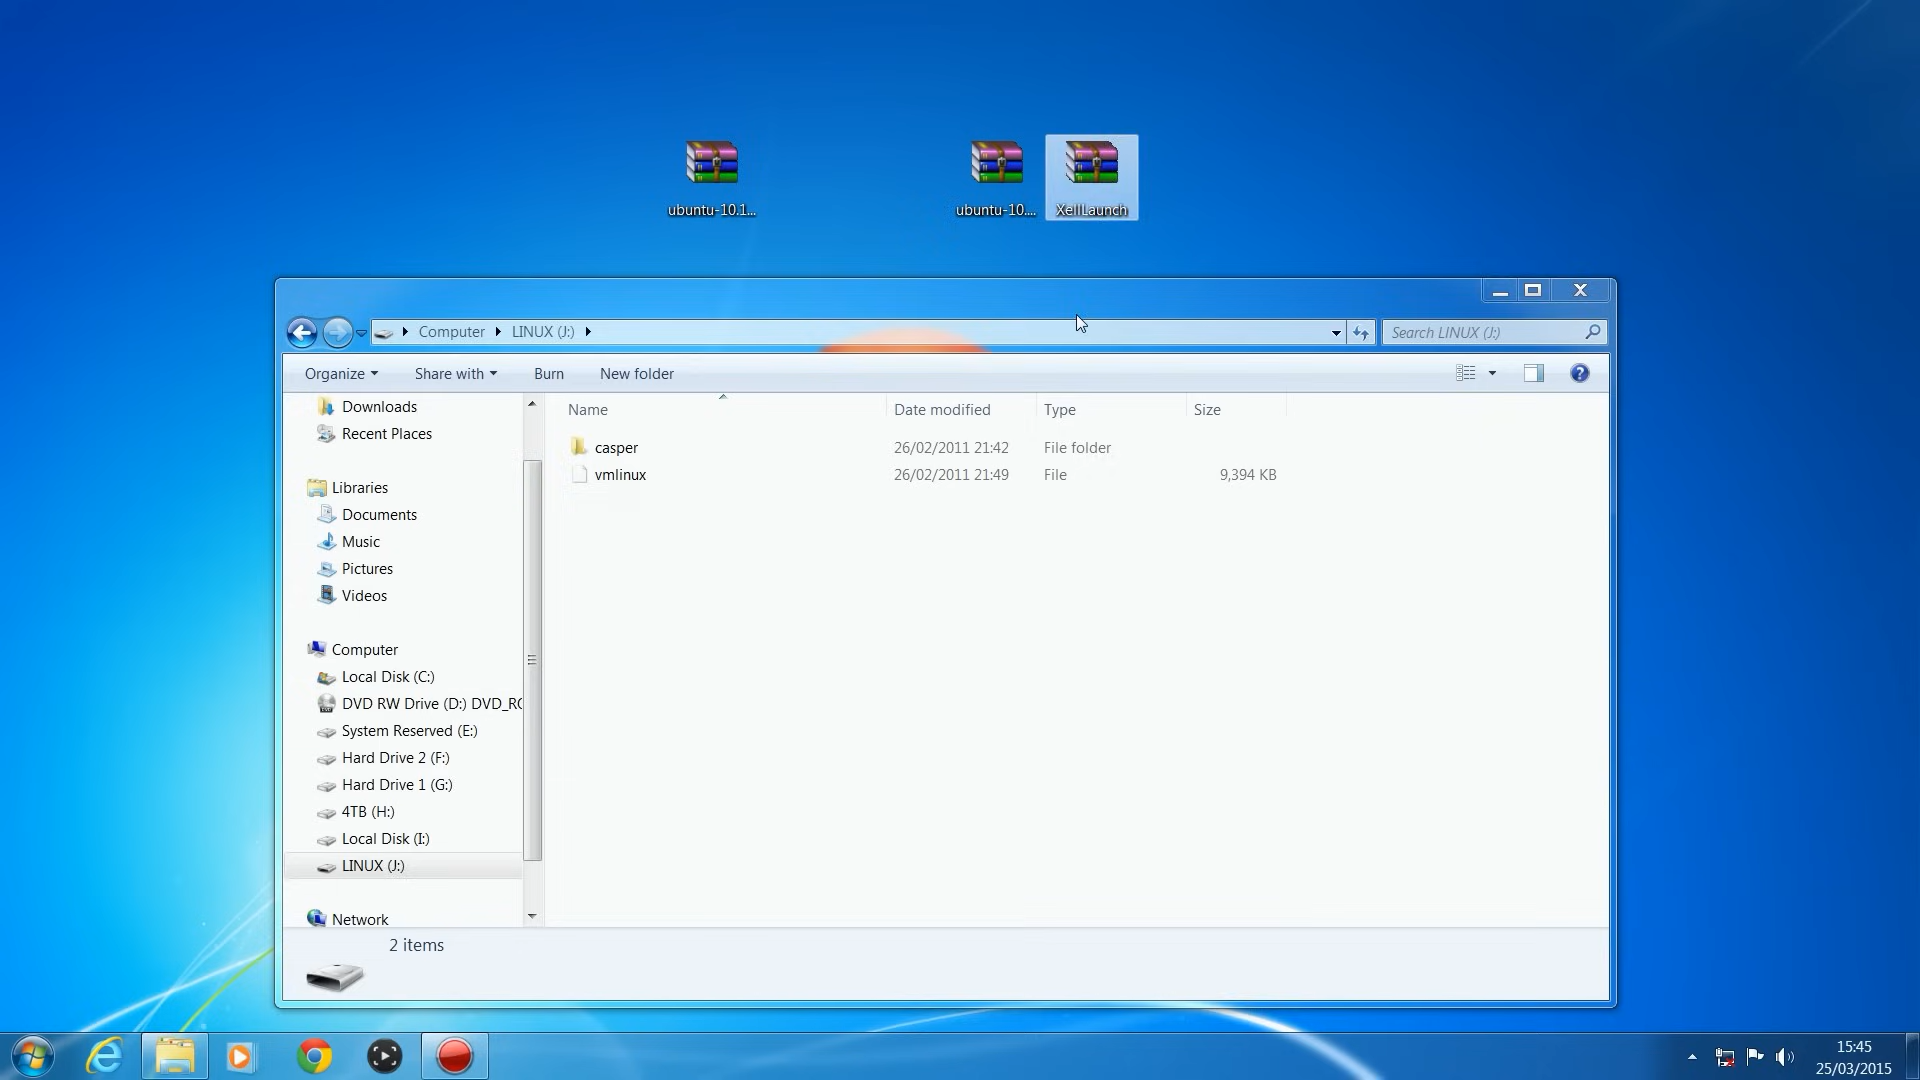 ubuntu-10.1...
ubuntu-10....
XellLaunch
Computer
LINUX (J:)
Search LINUX (J:)
Organize
Share with
Burn
New folder
Downloads
Recent Places
Libraries
Documents
Music
Pictures
Videos
Computer
Local Disk (C:)
DVD RW Drive (D:) DVD_RO
System Reserved (E:)
Hard Drive 2 (F:)
Hard Drive 1 (G:)
4TB (H:)
Local Disk (I:)
LINUX (J:)
Network
Name Date modified Type Size
casper 26/02/2011 21:42 File folder
vmlinux 26/02/2011 21:49 File 9,394 KB
2 items
15:45
25/03/2015